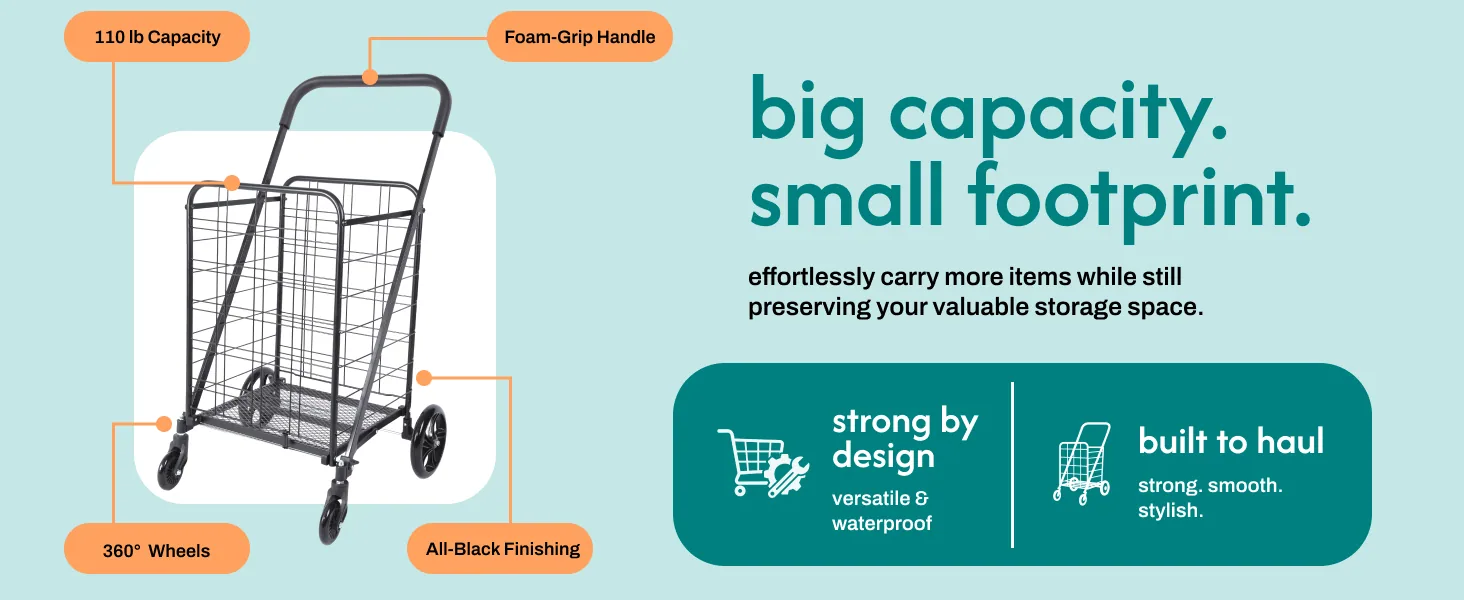 110 lb Capacity
Foam-Grip Handle
360° Wheels
All-Black Finishing
big capacity.
small footprint.
effortlessly carry more items while still
preserving your valuable storage space.
strong by
design
versatile &
waterproof
built to haul
strong. smooth.
stylish.